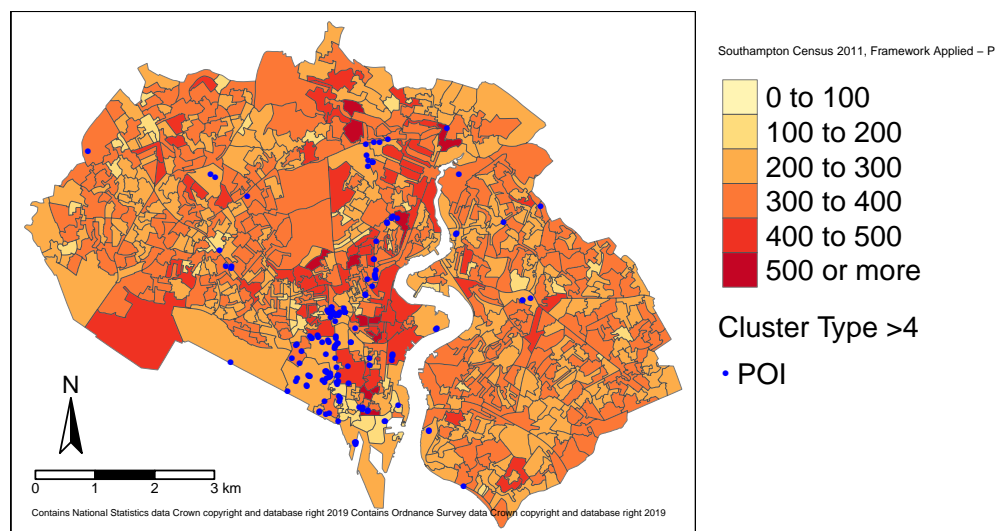 Southampton Census 2011, Framework Applied – P
0 to 100
100 to 200
200 to 300
300 to 400
400 to 500
500 or more
Cluster Type >4
POI
N
0 1 2 3 km
Contains National Statistics data Crown copyright and database right 2019 Contains Ordnance Survey data Crown copyright and database right 2019